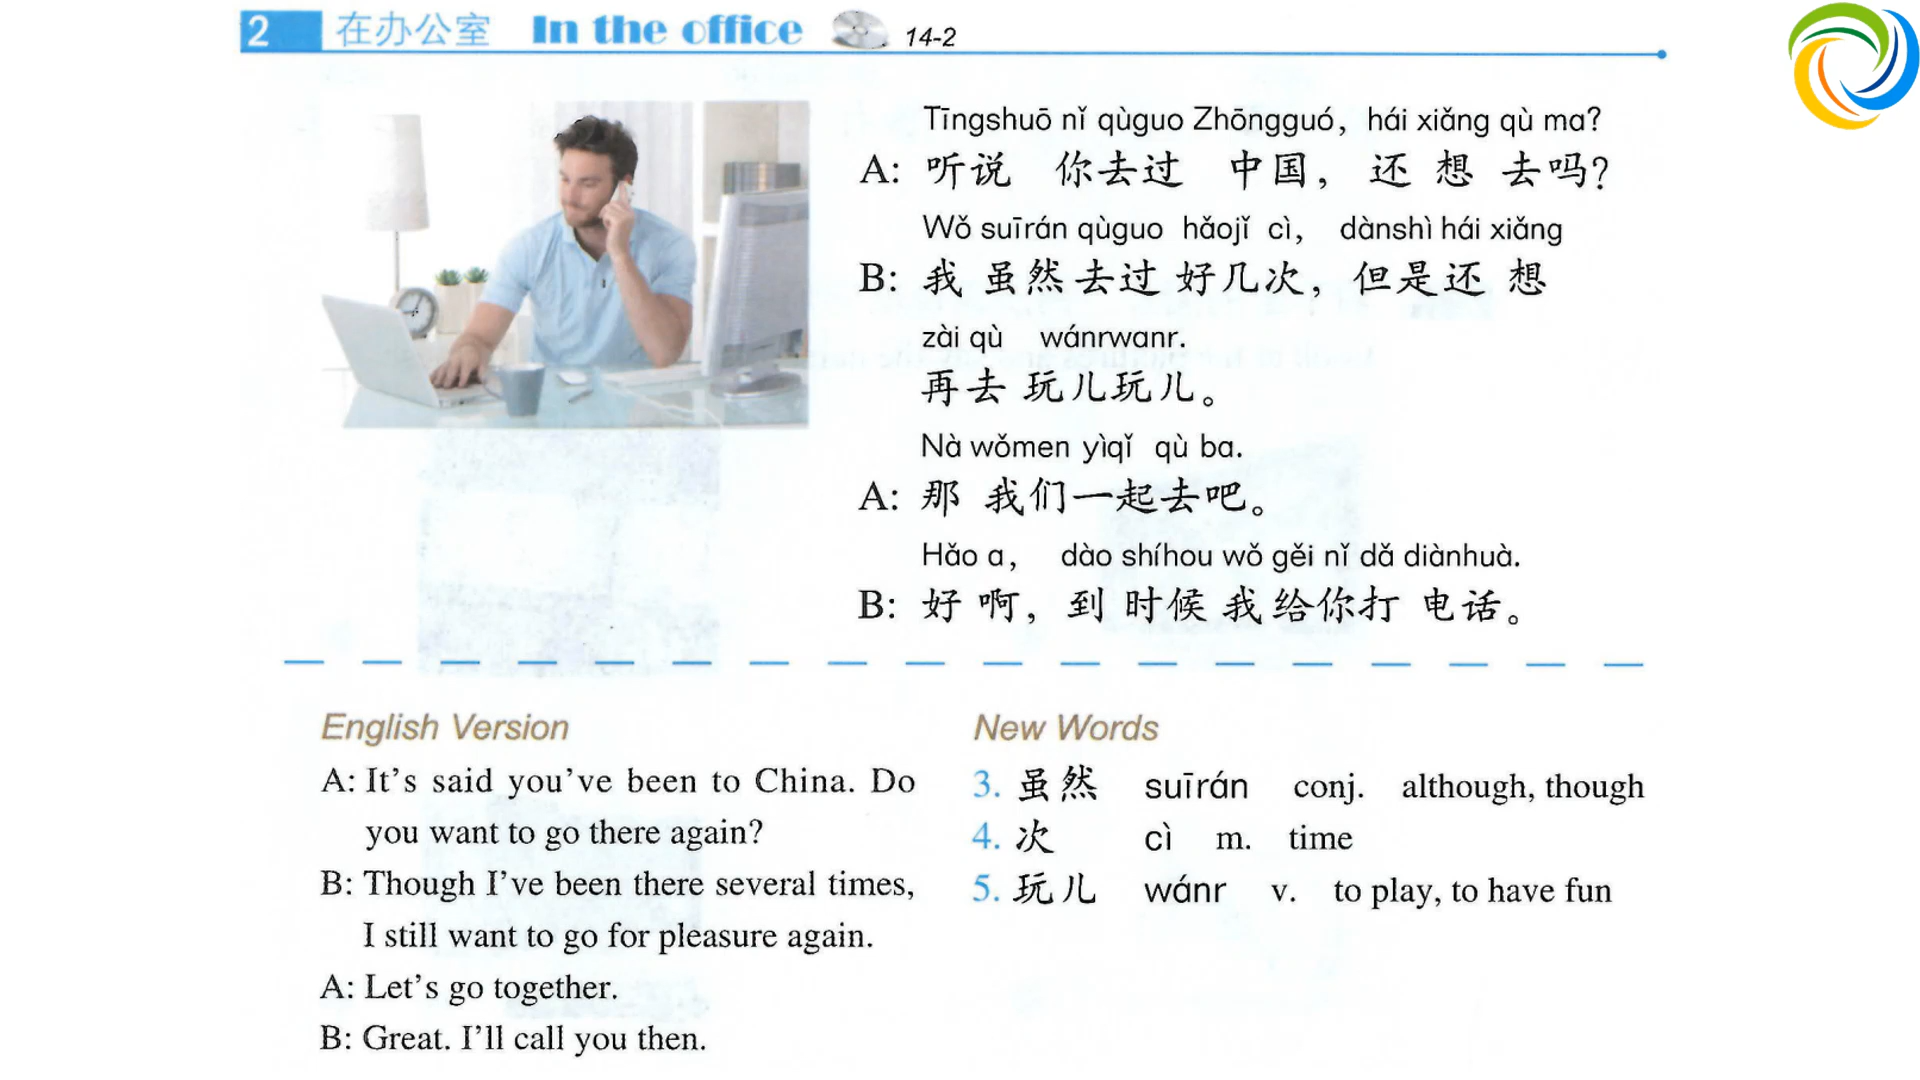 2 在办公室 In the office 14-2
Tīngshuō nǐ qùguo Zhōngguó, hái xiǎng qù ma?
A: 听说 你去过 中国, 还 想 去吗?
Wǒ suīrán qùguo hǎojǐ cì, dànshì hái xiǎng
B: 我 虽然去过 好几次, 但是还 想
zài qù wánrwanr.
再去 玩儿玩儿。
Nà wǒmen yìqǐ qù ba.
A: 那 我们一起去吧。
Hǎo a, dào shíhou wǒ gěi nǐ dǎ diànhuà.
B: 好 啊, 到 时候 我 给你打 电话。
English Version
A: It's said you've been to China. Do
you want to go there again?
B: Though I've been there several times,
I still want to go for pleasure again.
A: Let's go together.
B: Great. I'll call you then.
New Words
3. 虽然 suīrán conj. although, though
4. 次 cì m. time
5. 玩儿 wánr v. to play, to have fun